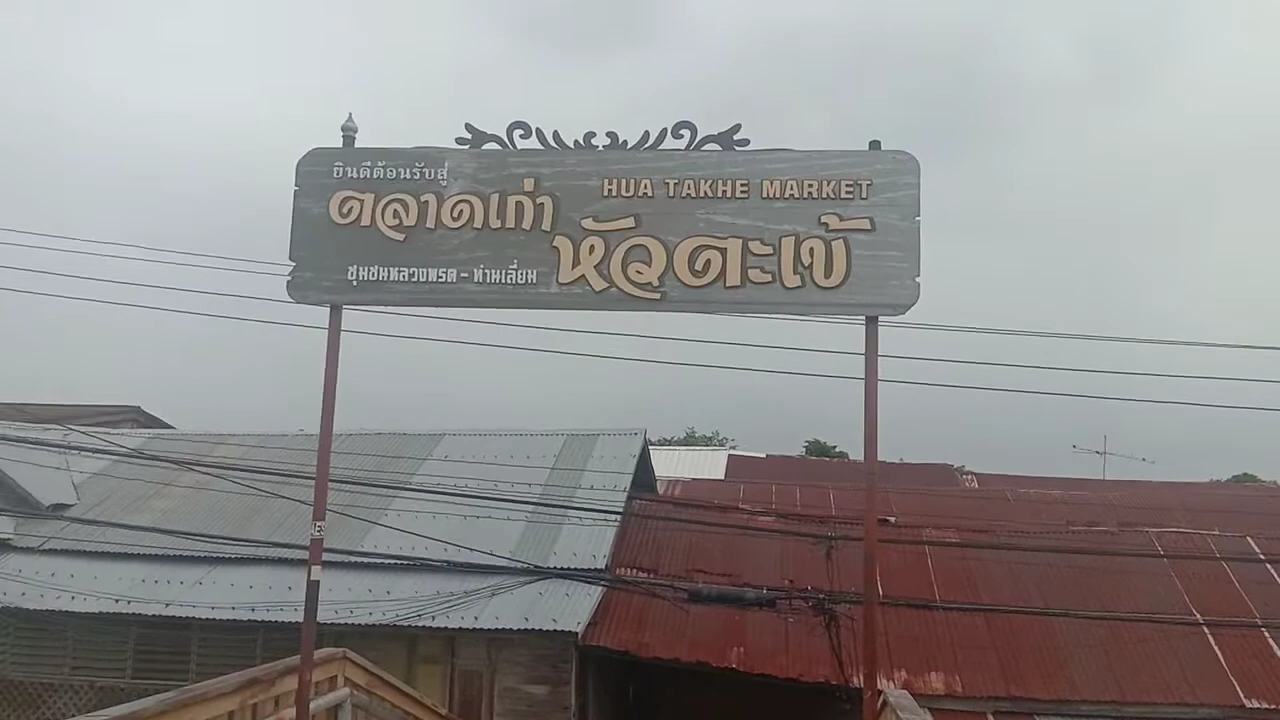 ยินดีต้อนรับสู่
ตลาดเก่า
HUA TAKHE MARKET
หัวตะเข้
ชุมชนหลวงพรต - ท่านเลี่ยม